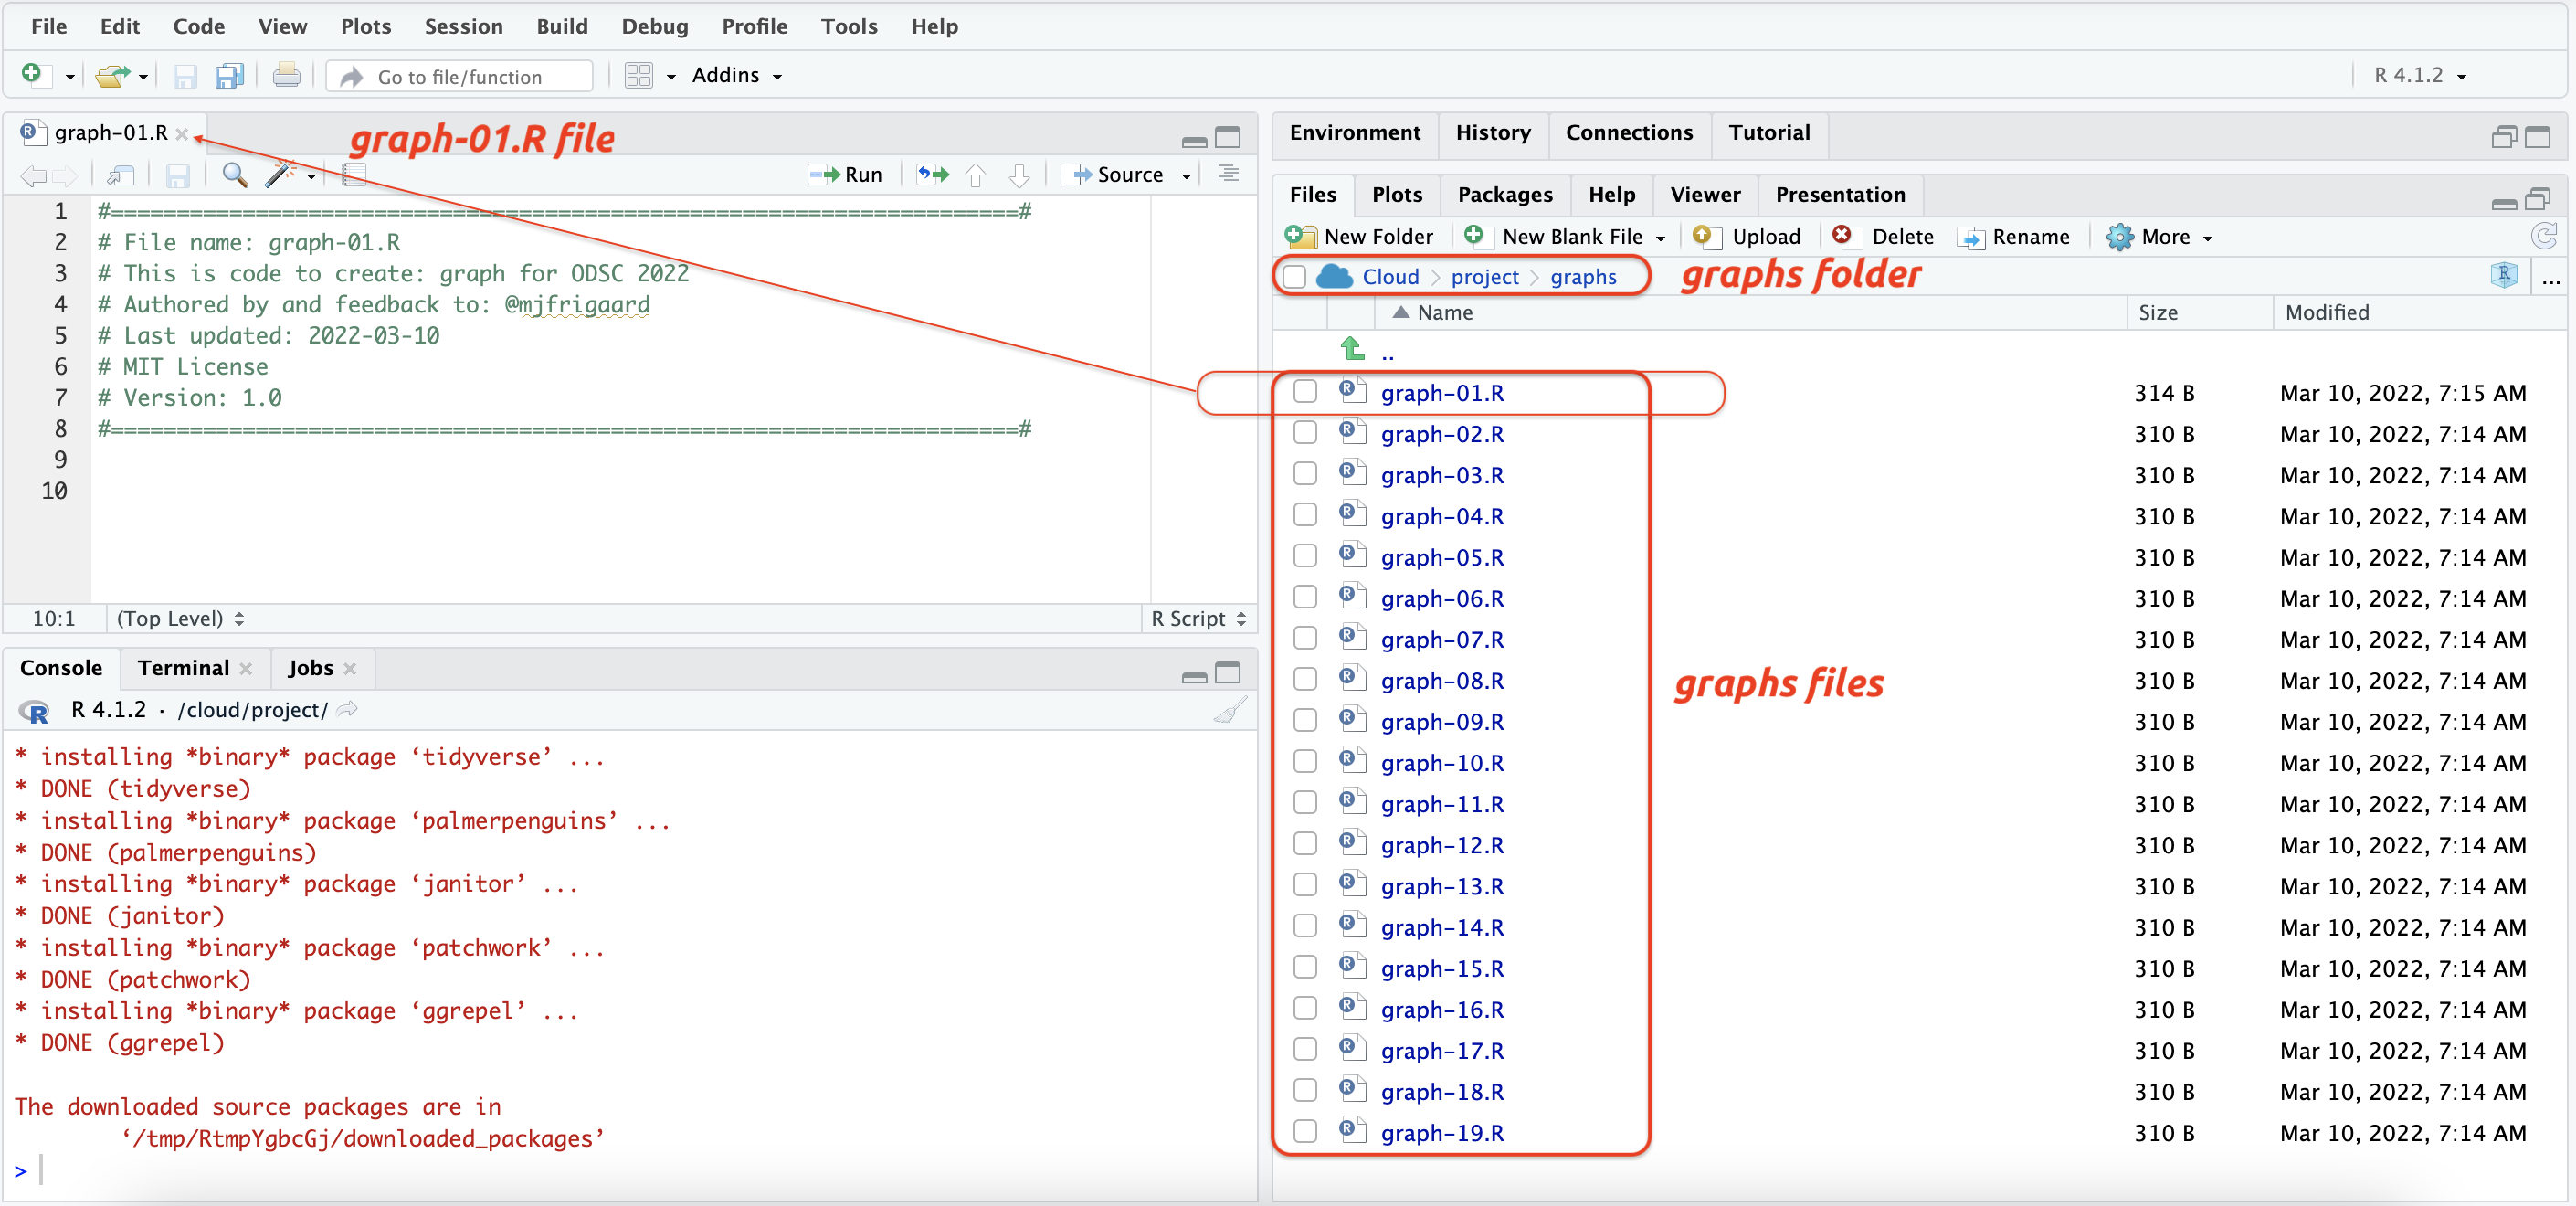 File Edit Code View Plots Session Build Debug Profile Tools Help
Go to file/function Addins R 4.1.2
graph-01.R graph-01.R file
Run Source
1 #=====================================================================#
2 # File name: graph-01.R
3 # This is code to create: graph for ODSC 2022
4 # Authored by and feedback to: @mjfrigaard
5 # Last updated: 2022-03-10
6 # MIT License
7 # Version: 1.0
8 #=====================================================================#
9
10
10:1 (Top Level) R Script
Console Terminal Jobs
R R 4.1.2 · /cloud/project/
* installing *binary* package ‘tidyverse’ ...
* DONE (tidyverse)
* installing *binary* package ‘palmerpenguins’ ...
* DONE (palmerpenguins)
* installing *binary* package ‘janitor’ ...
* DONE (janitor)
* installing *binary* package ‘patchwork’ ...
* DONE (patchwork)
* installing *binary* package ‘ggrepel’ ...
* DONE (ggrepel)
The downloaded source packages are in
‘/tmp/RtmpYgbcGj/downloaded_packages’
>
Environment History Connections Tutorial
Files Plots Packages Help Viewer Presentation
New Folder New Blank File Upload Delete Rename More
Cloud > project > graphs graphs folder R ...
Name Size Modified
..
graph-01.R 314 B Mar 10, 2022, 7:15 AM
graph-02.R 310 B Mar 10, 2022, 7:14 AM
graph-03.R 310 B Mar 10, 2022, 7:14 AM
graph-04.R 310 B Mar 10, 2022, 7:14 AM
graph-05.R 310 B Mar 10, 2022, 7:14 AM
graph-06.R 310 B Mar 10, 2022, 7:14 AM
graph-07.R 310 B Mar 10, 2022, 7:14 AM
graph-08.R 310 B Mar 10, 2022, 7:14 AM
graphs files
graph-09.R 310 B Mar 10, 2022, 7:14 AM
graph-10.R 310 B Mar 10, 2022, 7:14 AM
graph-11.R 310 B Mar 10, 2022, 7:14 AM
graph-12.R 310 B Mar 10, 2022, 7:14 AM
graph-13.R 310 B Mar 10, 2022, 7:14 AM
graph-14.R 310 B Mar 10, 2022, 7:14 AM
graph-15.R 310 B Mar 10, 2022, 7:14 AM
graph-16.R 310 B Mar 10, 2022, 7:14 AM
graph-17.R 310 B Mar 10, 2022, 7:14 AM
graph-18.R 310 B Mar 10, 2022, 7:14 AM
graph-19.R 310 B Mar 10, 2022, 7:14 AM